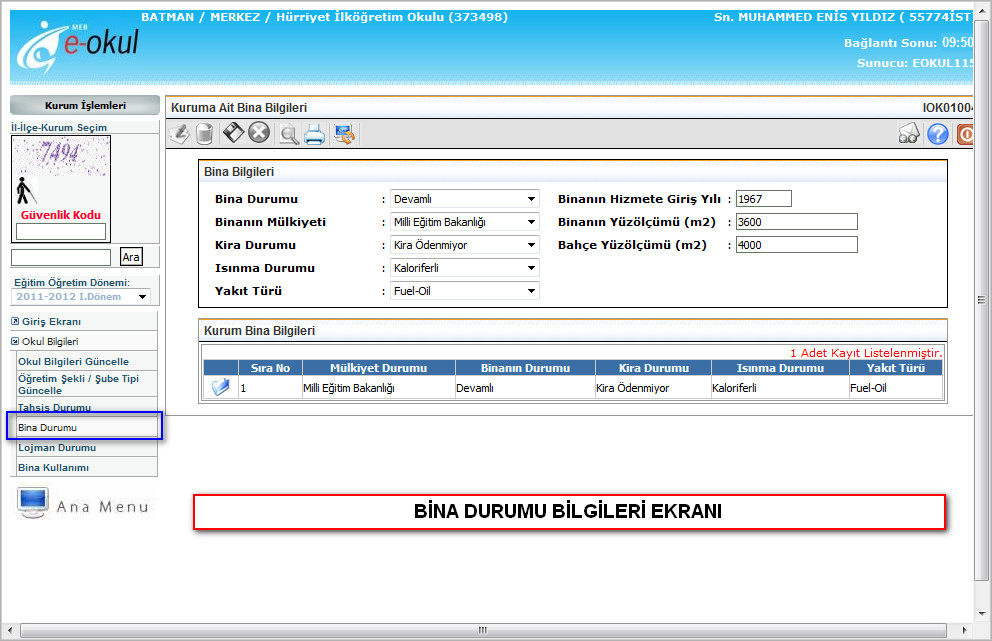 BATMAN / MERKEZ / Hürriyet İlköğretim Okulu (373498)
Sn. MUHAMMED ENİS YILDIZ ( 55774İST
MEB
e-okul
Bağlantı Sonu: 09:50
Sunucu: EOKUL115
Kurum İşlemleri
Kuruma Ait Bina Bilgileri
IOK0100
İl-İlçe-Kurum Seçim
7494
Güvenlik Kodu
Ara
Eğitim Öğretim Dönemi:
2011-2012 I.Dönem
Giriş Ekranı
Okul Bilgileri
Okul Bilgileri Güncelle
Öğretim Şekli / Şube Tipi
Güncelle
Tahsis Durumu
Bina Durumu
Lojman Durumu
Bina Kullanımı
Ana Menu
Bina Bilgileri
Bina Durumu : Devamlı Binanın Hizmete Giriş Yılı : 1967
Binanın Mülkiyeti : Milli Eğitim Bakanlığı Binanın Yüzölçümü (m2) : 3600
Kira Durumu : Kira Ödenmiyor Bahçe Yüzölçümü (m2) : 4000
Isınma Durumu : Kaloriferli
Yakıt Türü : Fuel-Oil
Kurum Bina Bilgileri
1 Adet Kayıt Listelenmiştir.
Sıra No Mülkiyet Durumu Binanın Durumu Kira Durumu Isınma Durumu Yakıt Türü
1 Milli Eğitim Bakanlığı Devamlı Kira Ödenmiyor Kaloriferli Fuel-Oil
BİNA DURUMU BİLGİLERİ EKRANI